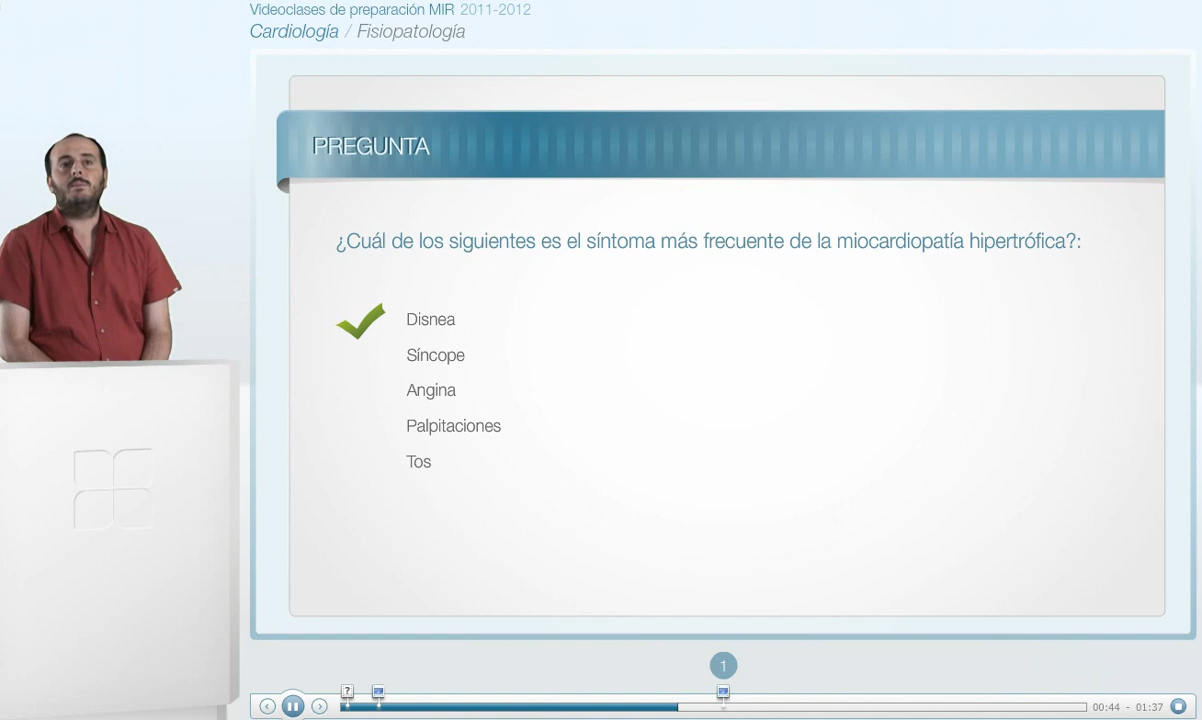 Videoclases de preparación MIR 2011-2012
Cardiología / Fisiopatología
PREGUNTA
¿Cuál de los siguientes es el síntoma más frecuente de la miocardiopatía hipertrófica?:
Disnea
Síncope
Angina
Palpitaciones
Tos
1
?
00:44 - 01:37